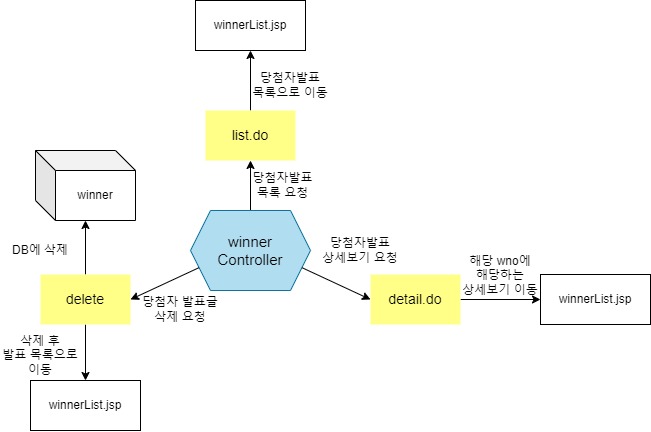 winnerList.jsp
당첨자발표
목록으로 이동
list.do
당첨자발표
목록 요청
winner
winner
Controller
당첨자발표
상세보기 요청
DB에 삭제
해당 wno에
해당하는
상세보기 이동
delete
당첨자 발표글
삭제 요청
detail.do
winnerList.jsp
삭제 후
발표 목록으로
이동
winnerList.jsp